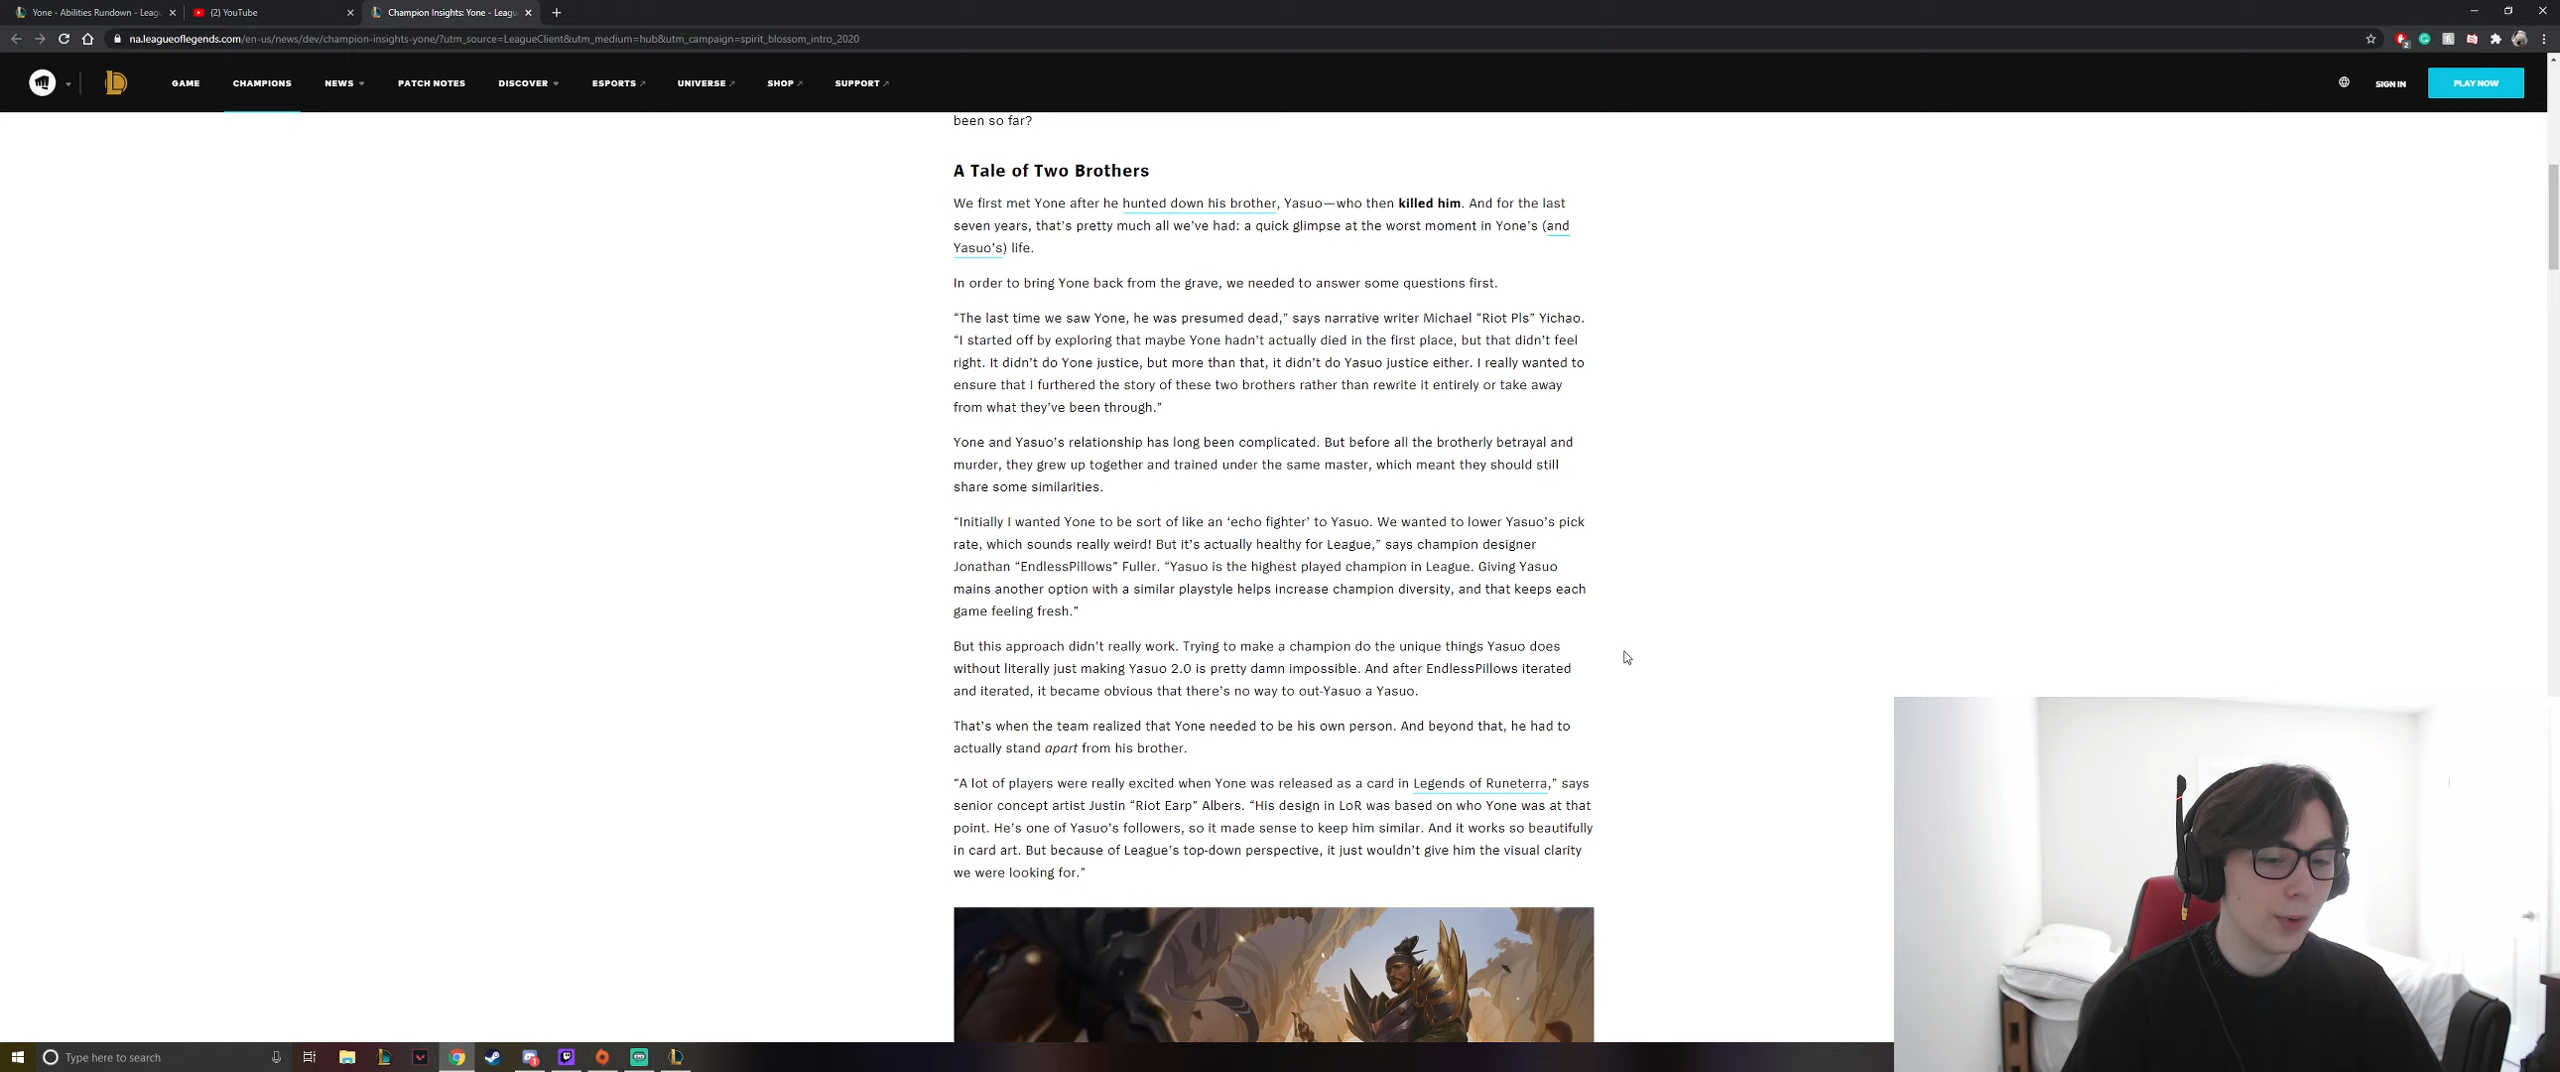 Yone - Abilities Rundown - Leag
(2) YouTube
Champion Insights: Yone - Leagu
na.leagueoflegends.com/en-us/news/dev/champion-insights-yone/?utm_source=LeagueClient&utm_medium=hub&utm_campaign=spirit_blossom_intro_2020
GAME
CHAMPIONS
NEWS
PATCH NOTES
DISCOVER
ESPORTS
UNIVERSE
SHOP
SUPPORT
SIGN IN
PLAY NOW
been so far?
A Tale of Two Brothers
We first met Yone after he hunted down his brother, Yasuo—who then killed him. And for the last
seven years, that’s pretty much all we’ve had: a quick glimpse at the worst moment in Yone’s (and
Yasuo’s) life.
In order to bring Yone back from the grave, we needed to answer some questions first.
“The last time we saw Yone, he was presumed dead,” says narrative writer Michael “Riot Pls” Yichao.
“I started off by exploring that maybe Yone hadn’t actually died in the first place, but that didn’t feel
right. It didn’t do Yone justice, but more than that, it didn’t do Yasuo justice either. I really wanted to
ensure that I furthered the story of these two brothers rather than rewrite it entirely or take away
from what they’ve been through.”
Yone and Yasuo’s relationship has long been complicated. But before all the brotherly betrayal and
murder, they grew up together and trained under the same master, which meant they should still
share some similarities.
“Initially I wanted Yone to be sort of like an ‘echo fighter’ to Yasuo. We wanted to lower Yasuo’s pick
rate, which sounds really weird! But it’s actually healthy for League,” says champion designer
Jonathan “EndlessPillows” Fuller. “Yasuo is the highest played champion in League. Giving Yasuo
mains another option with a similar playstyle helps increase champion diversity, and that keeps each
game feeling fresh.”
But this approach didn’t really work. Trying to make a champion do the unique things Yasuo does
without literally just making Yasuo 2.0 is pretty damn impossible. And after EndlessPillows iterated
and iterated, it became obvious that there’s no way to out-Yasuo a Yasuo.
That’s when the team realized that Yone needed to be his own person. And beyond that, he had to
actually stand apart from his brother.
“A lot of players were really excited when Yone was released as a card in Legends of Runeterra,” says
senior concept artist Justin “Riot Earp” Albers. “His design in LoR was based on who Yone was at that
point. He’s one of Yasuo’s followers, so it made sense to keep him similar. And it works so beautifully
in card art. But because of League’s top-down perspective, it just wouldn’t give him the visual clarity
we were looking for.”
Type here to search